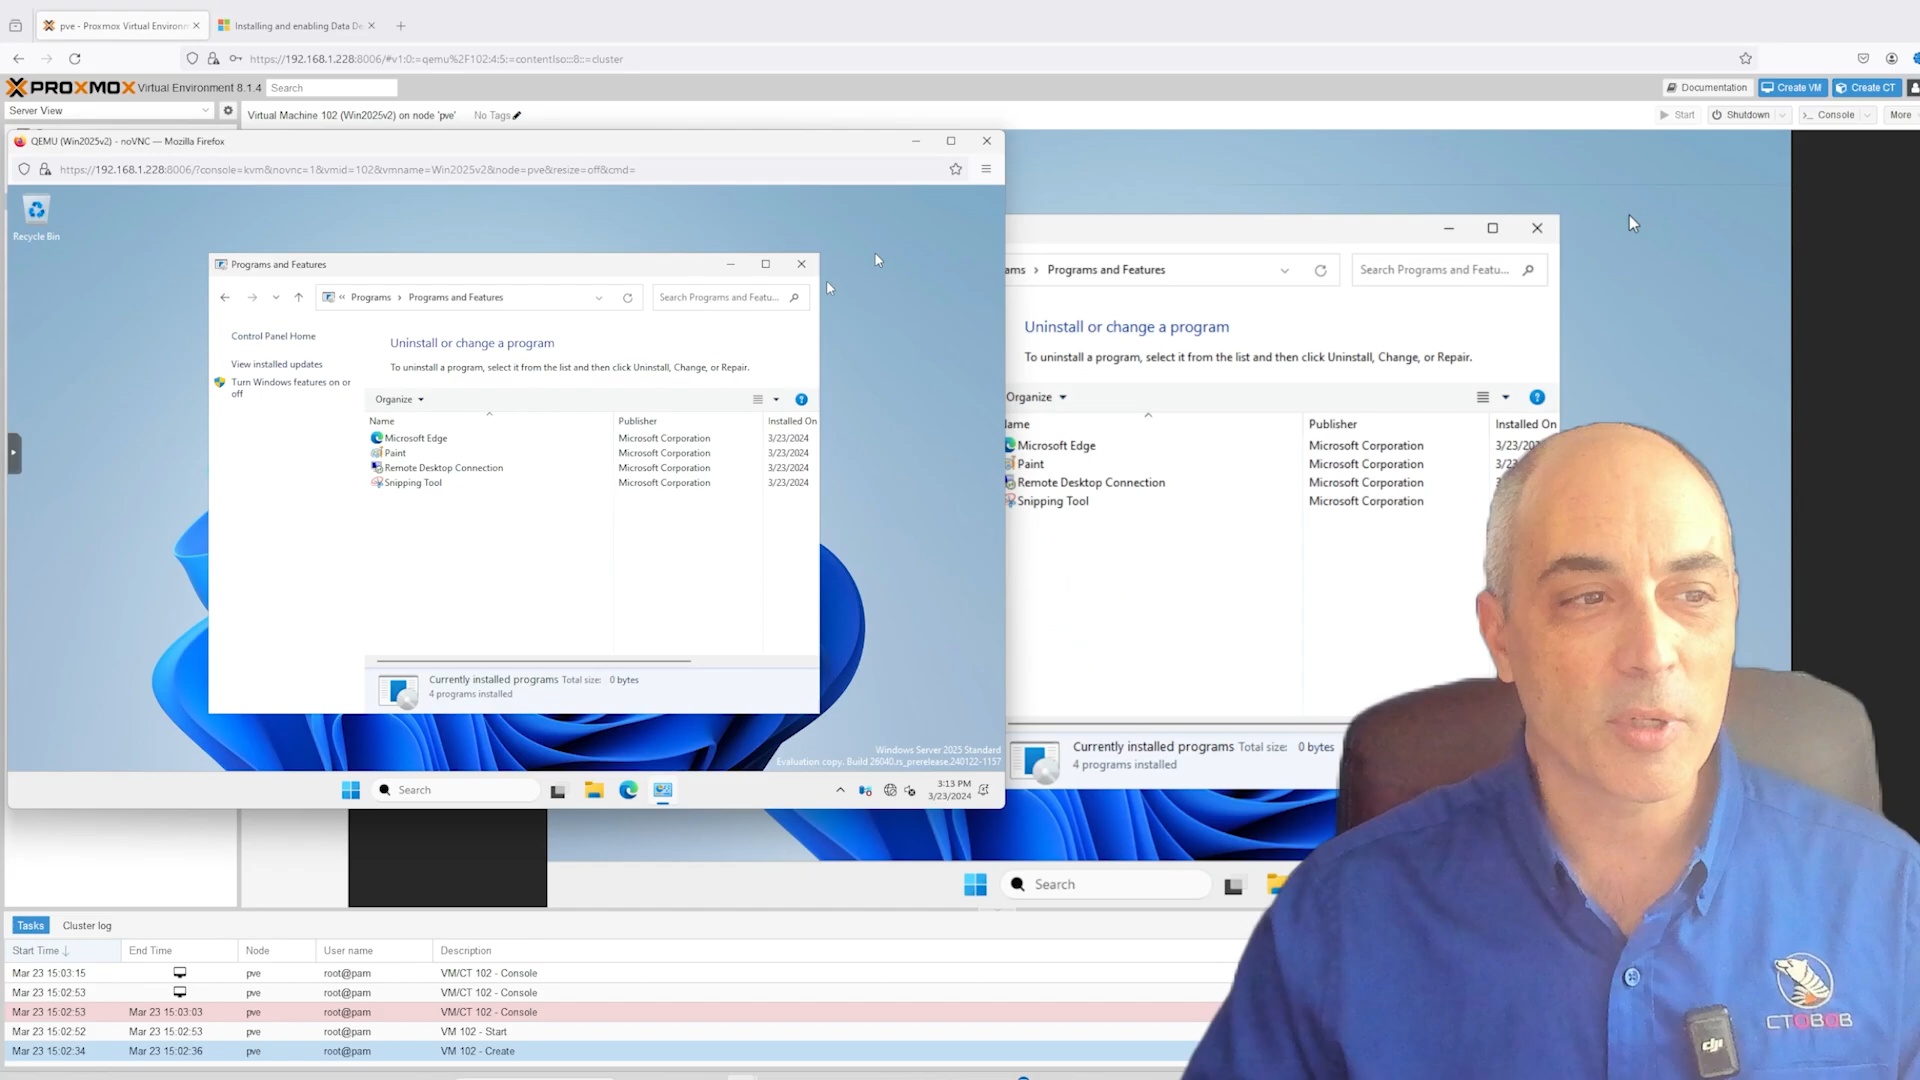 pve - Proxmox Virtual Environm
Installing and enabling Data De
https://192.168.1.228:8006/#v1:0:=qemu%2F102:4:5:=contentIso:::8::=cluster
PROXMOX Virtual Environment 8.1.4 Search
Documentation Create VM Create CT
Server View
Virtual Machine 102 (Win2025v2) on node 'pve' No Tags
Start Shutdown Console More
QEMU (Win2025v2) - noVNC — Mozilla Firefox
https://192.168.1.228:8006/?console=kvm&novnc=1&vmid=102&vmname=Win2025v2&node=pve&resize=off&cmd=
Recycle Bin
Programs and Features
« Programs › Programs and Features
Search Programs and Featu...
Control Panel Home
View installed updates
Turn Windows features on or
off
Uninstall or change a program
To uninstall a program, select it from the list and then click Uninstall, Change, or Repair.
Organize
Name Publisher Installed On
Microsoft Edge Microsoft Corporation 3/23/2024
Paint Microsoft Corporation 3/23/2024
Remote Desktop Connection Microsoft Corporation 3/23/2024
Snipping Tool Microsoft Corporation 3/23/2024
Currently installed programs Total size: 0 bytes
4 programs installed
Windows Server 2025 Standard
Evaluation copy. Build 26040.rs_prerelease.240122-1157
Search
3:13 PM
3/23/2024
ams › Programs and Features
Search Programs and Featu...
Uninstall or change a program
To uninstall a program, select it from the list and then click Uninstall, Change, or Repair.
Organize
ame Publisher Installed On
Microsoft Edge Microsoft Corporation 3/23/202
Paint Microsoft Corporation 3/2
Remote Desktop Connection Microsoft Corporation
Snipping Tool Microsoft Corporation
Currently installed programs Total size: 0 bytes
4 programs installed
Search
Tasks Cluster log
Start Time End Time Node User name Description
Mar 23 15:03:15 pve root@pam VM/CT 102 - Console
Mar 23 15:02:53 pve root@pam VM/CT 102 - Console
Mar 23 15:02:53 Mar 23 15:03:03 pve root@pam VM/CT 102 - Console
Mar 23 15:02:52 Mar 23 15:02:53 pve root@pam VM 102 - Start
Mar 23 15:02:34 Mar 23 15:02:36 pve root@pam VM 102 - Create
CTOBOB
dji